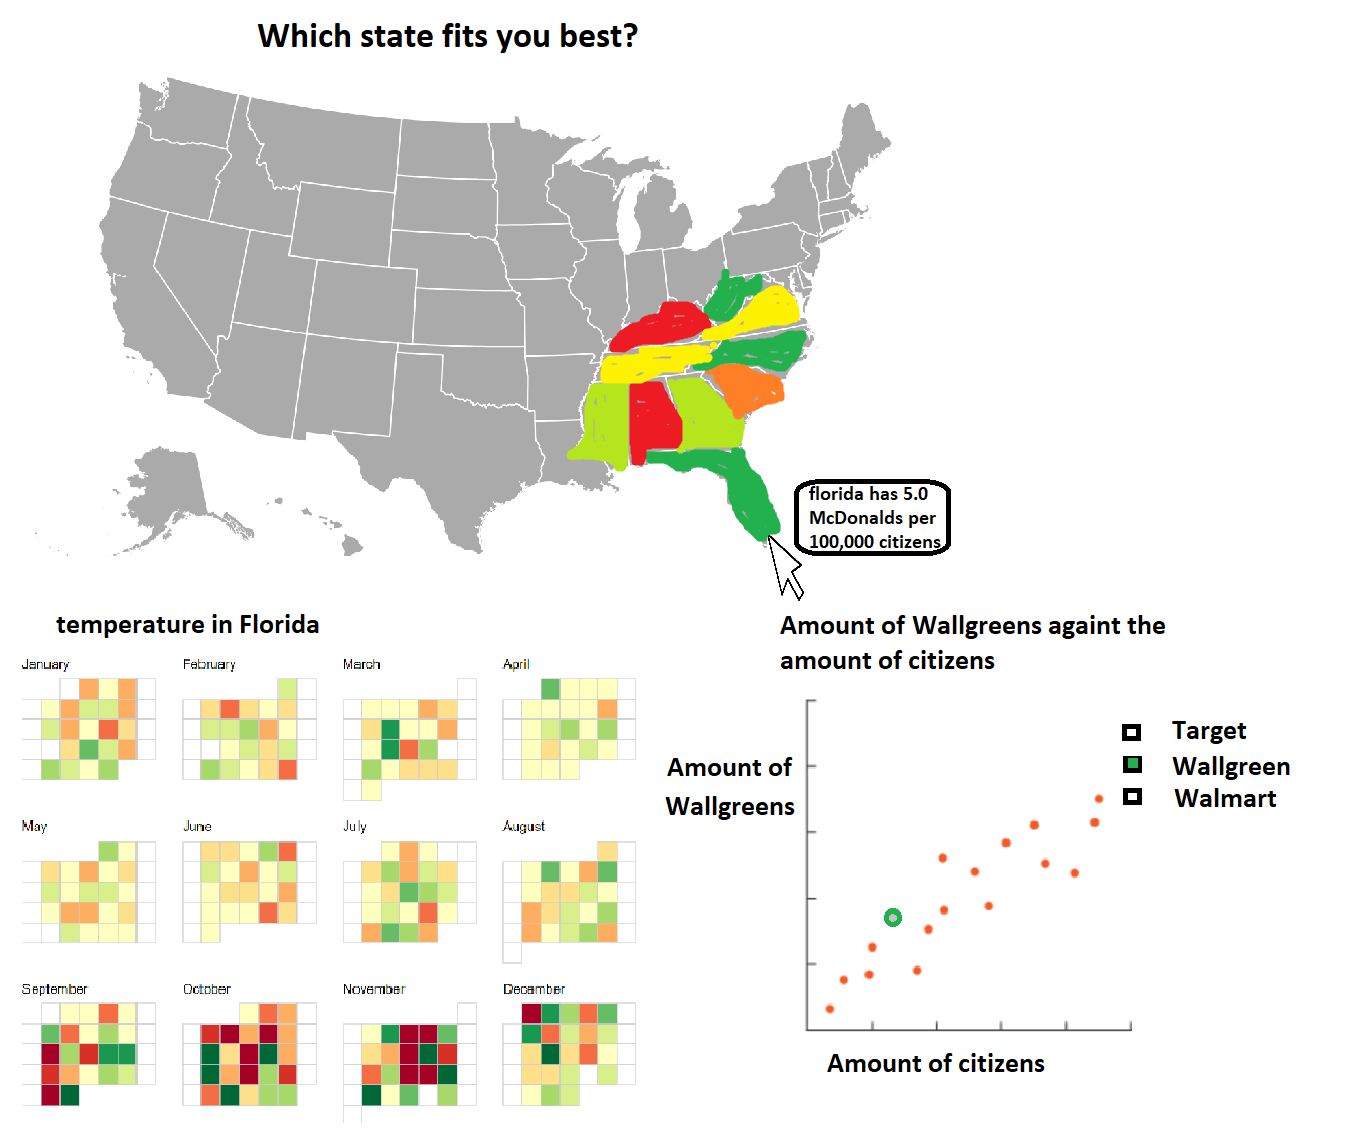 Which state fits you best?
florida has 5.0
McDonalds per
100,000 citizens
temperature in Florida
January
February
March
April
May
June
July
August
September
October
November
December
Amount of Wallgreens againt the
amount of citizens
Amount of
Wallgreens
Target
Wallgreen
Walmart
Amount of citizens